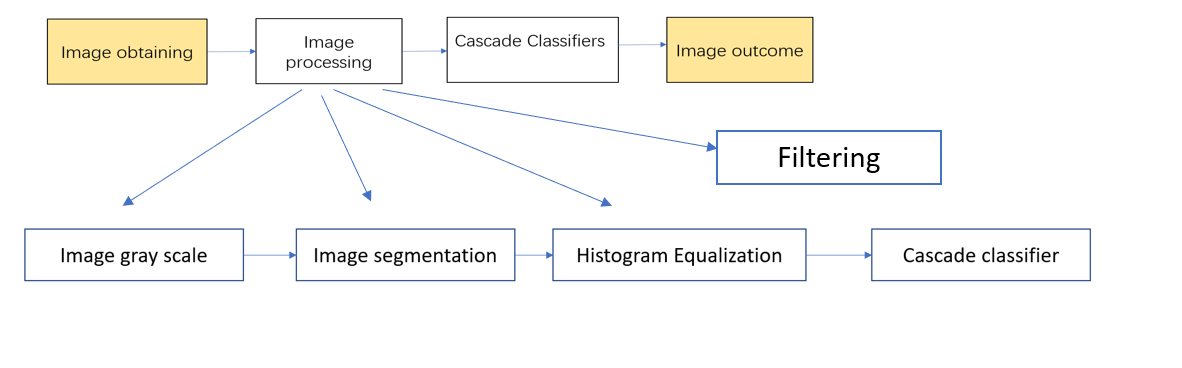 Image obtaining
Image
processing
Cascade Classifiers
Image outcome
Filtering
Image gray scale
Image segmentation
Histogram Equalization
Cascade classifier